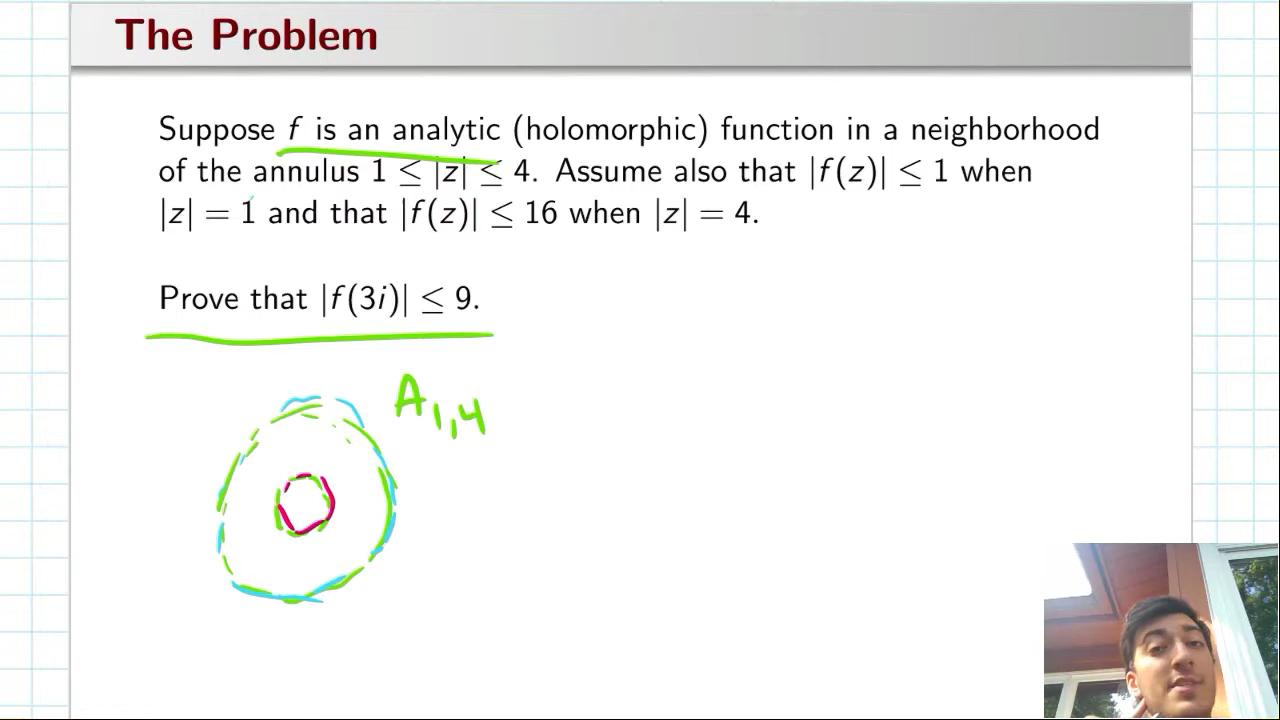 The Problem
Suppose f is an analytic (holomorphic) function in a neighborhood
of the annulus 1 ≤ |z| ≤ 4. Assume also that |f(z)| ≤ 1 when
|z| = 1 and that |f(z)| ≤ 16 when |z| = 4.
Prove that |f(3i)| ≤ 9.
A₁,₄